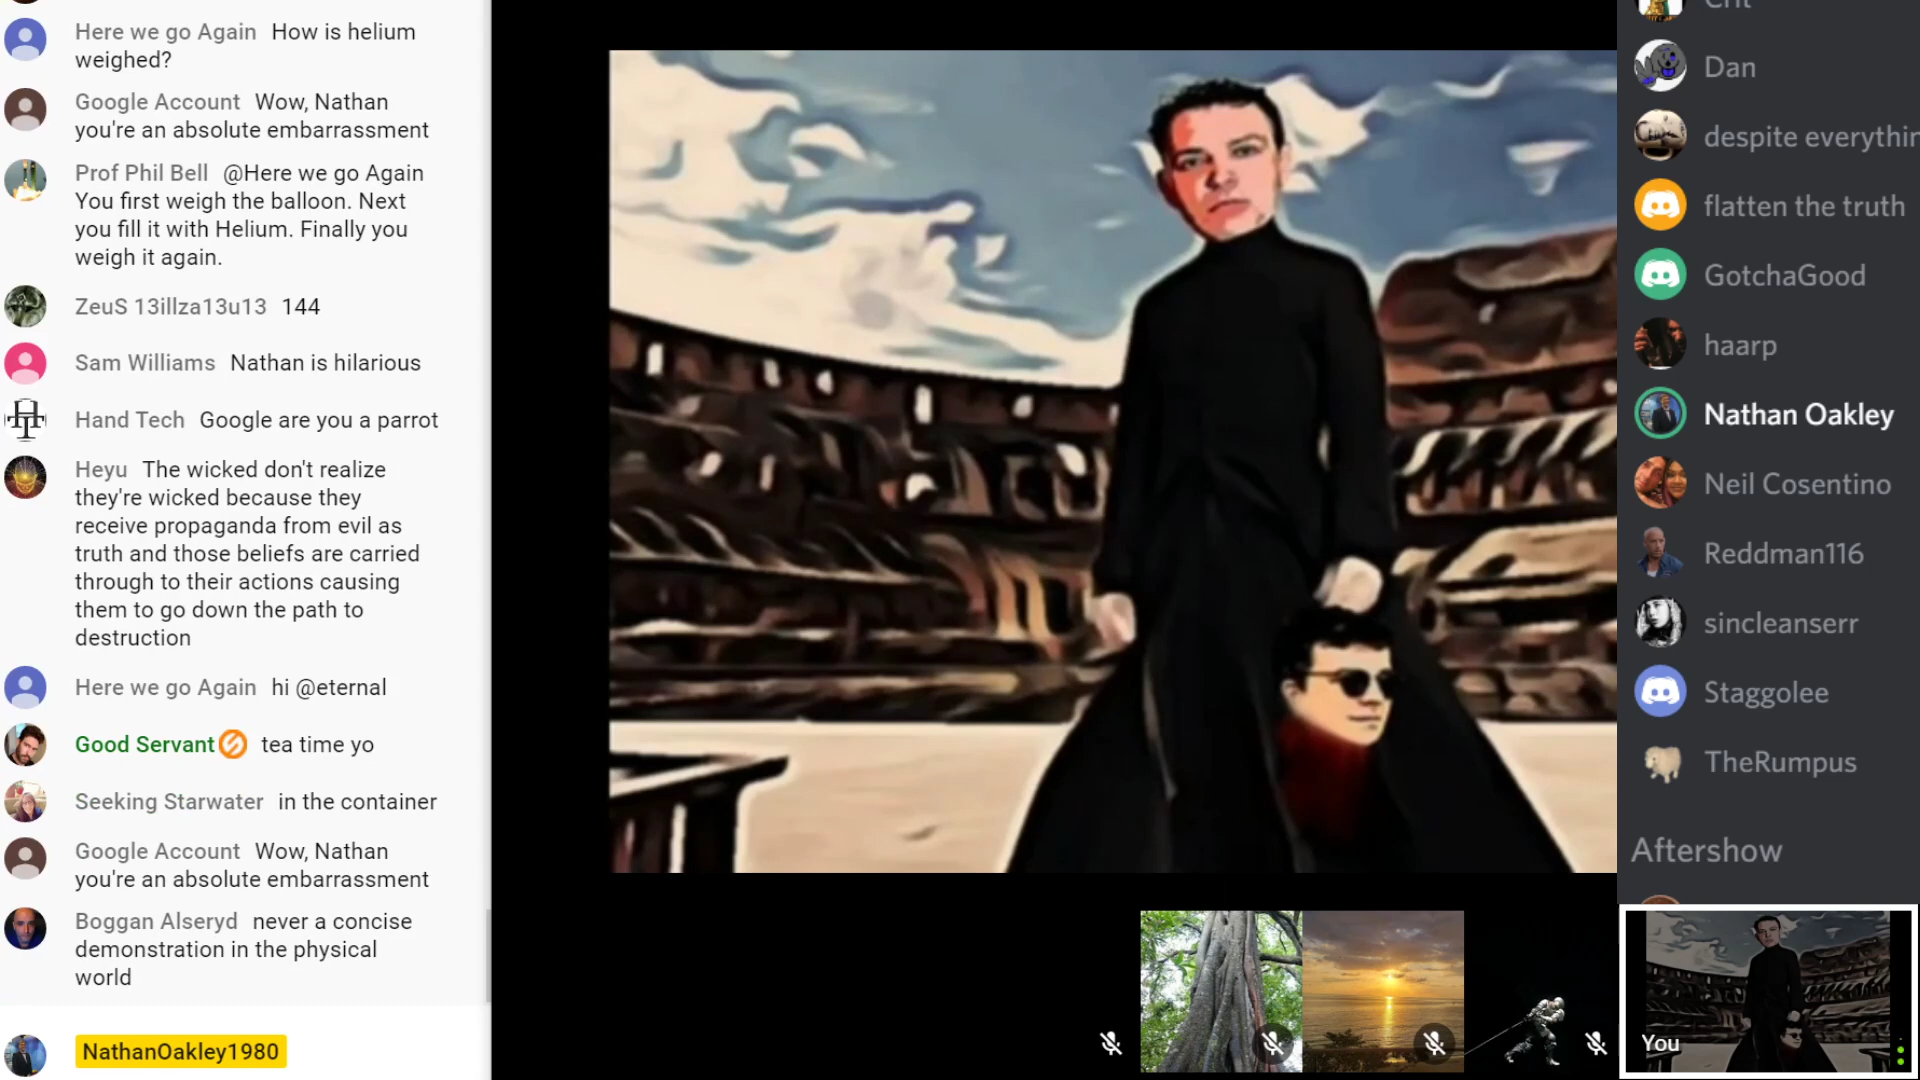 Here we go Again How is helium
weighed?
Google Account Wow, Nathan
you're an absolute embarrassment
Prof Phil Bell @Here we go Again
You first weigh the balloon. Next
you fill it with Helium. Finally you
weigh it again.
ZeuS 13illza13u13 144
Sam Williams Nathan is hilarious
Hand Tech Google are you a parrot
Heyu The wicked don't realize
they're wicked because they
receive propaganda from evil as
truth and those beliefs are carried
through to their actions causing
them to go down the path to
destruction
Here we go Again hi @eternal
Good Servant tea time yo
Seeking Starwater in the container
Google Account Wow, Nathan
you're an absolute embarrassment
Boggan Alseryd never a concise
demonstration in the physical
world
NathanOakley1980
You
Dan
despite everythin
flatten the truth
GotchaGood
haarp
Nathan Oakley
Neil Cosentino
Reddman116
sincleanserr
Staggolee
TheRumpus
Aftershow